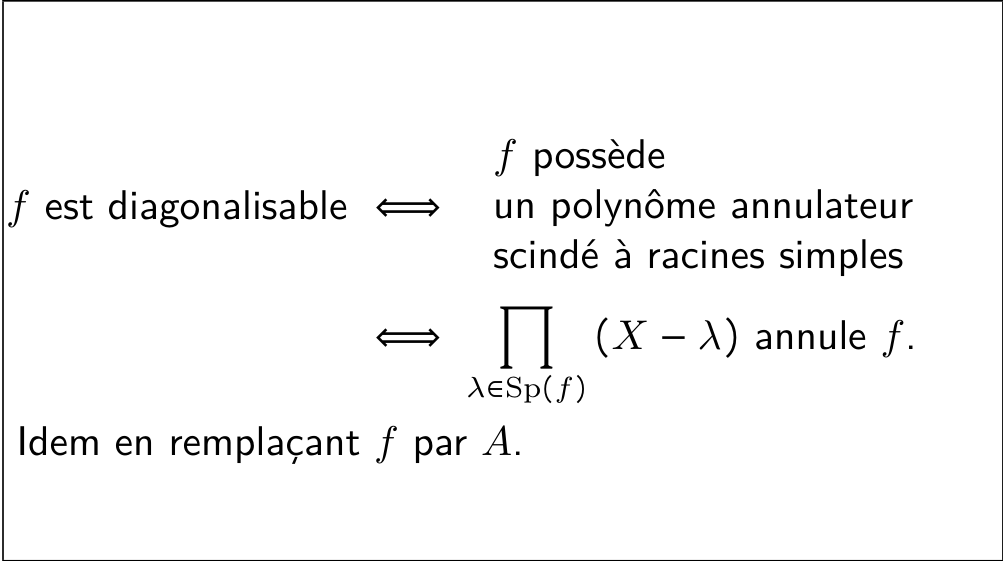 f possède
f est diagonalisable ⟺ un polynôme annulateur
scindé à racines simples
⟺ ∏ (X − λ) annule f.
λ∈Sp(f)
Idem en remplaçant f par A.